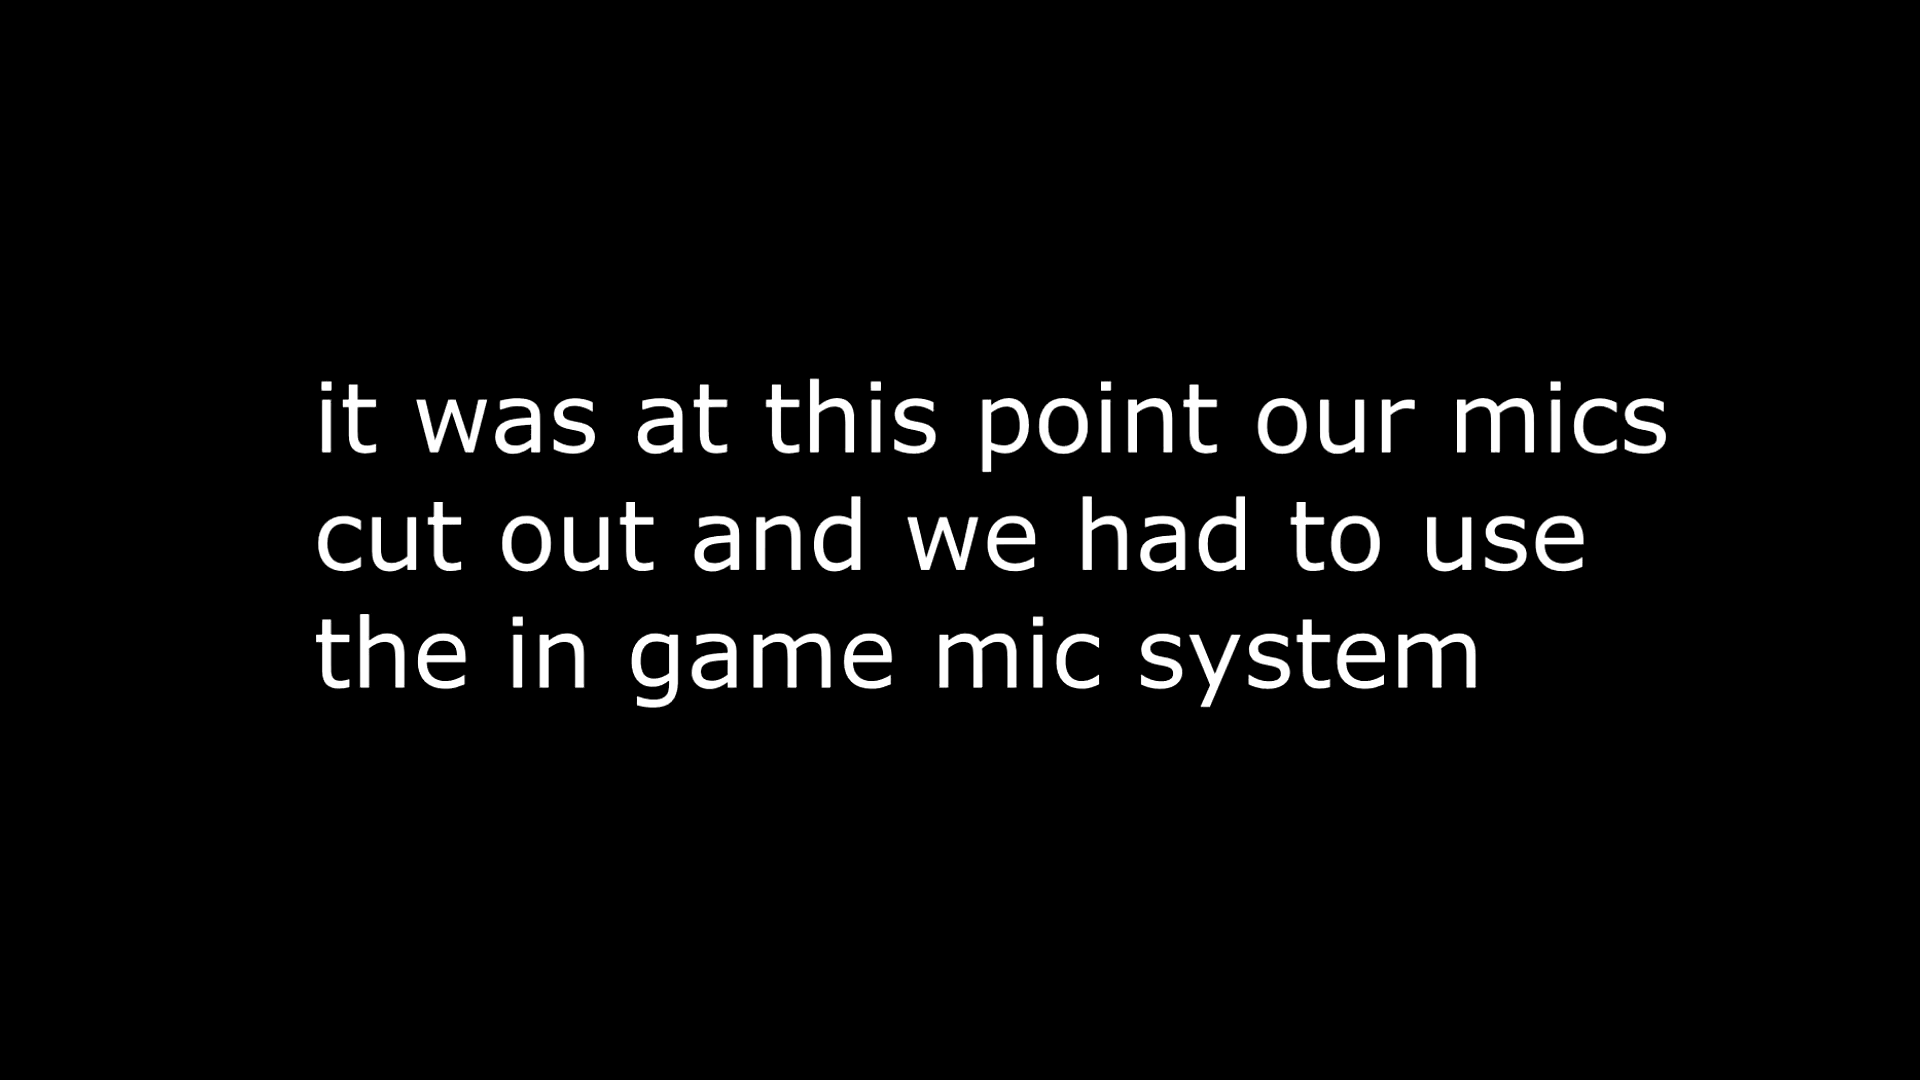 it was at this point our mics
cut out and we had to use
the in game mic system